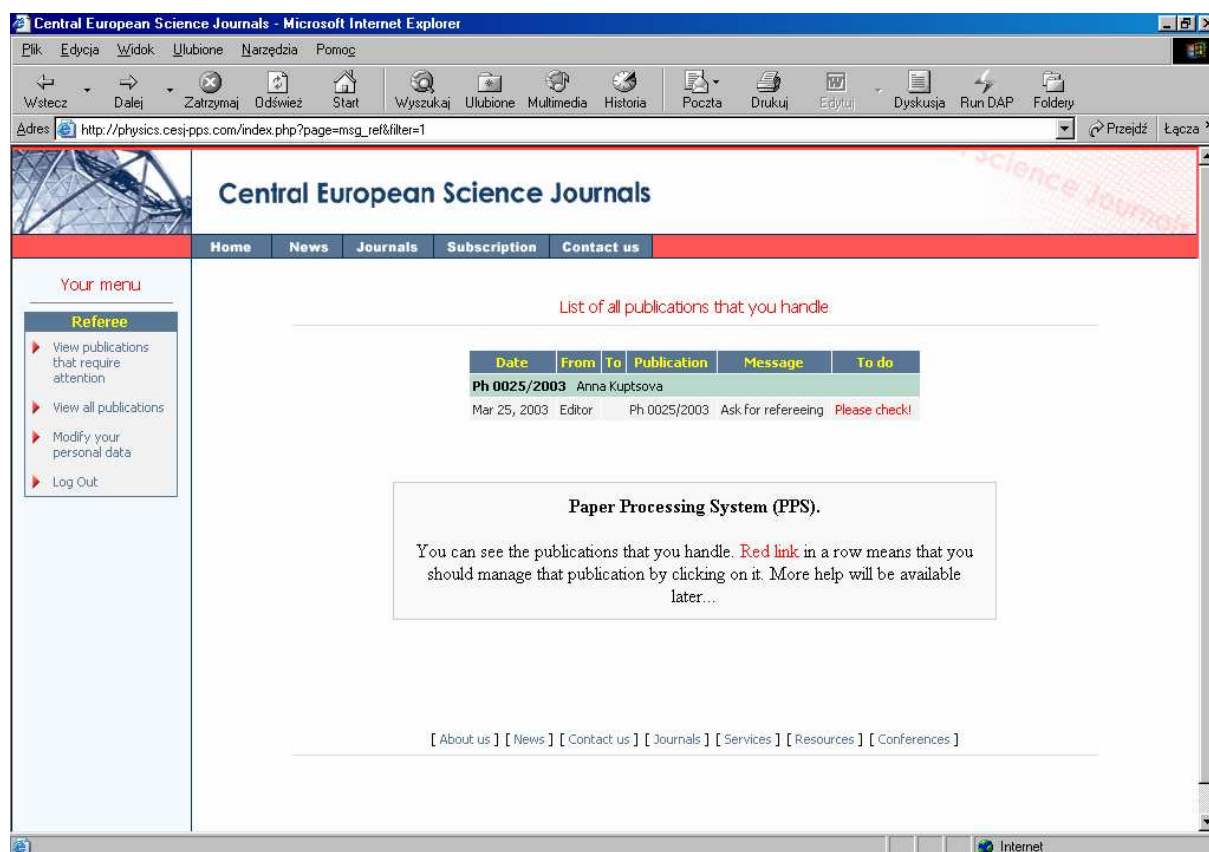 Central European Science Journals - Microsoft Internet Explorer
Plik Edycja Widok Ulubione Narzędzia Pomoc
Wstecz Dalej Zatrzymaj Odśwież Start Wyszukaj Ulubione Multimedia Historia Poczta Drukuj Edytuj Dyskusja Run DAP Foldery
Adres http://physics.cesj-pps.com/index.php?page=msg_ref&filter=1 Przejdź Łącza
Science Journals
Central European Science Journals
Home News Journals Subscription Contact us
Your menu
Referee
View publications
that require
attention
View all publications
Modify your
personal data
Log Out
List of all publications that you handle
Date From To Publication Message To do
Ph 0025/2003 Anna Kuptsova
Mar 25, 2003 Editor Ph 0025/2003 Ask for refereeing Please check!
Paper Processing System (PPS).
You can see the publications that you handle. Red link in a row means that you
should manage that publication by clicking on it. More help will be available
later...
[ About us ] [ News ] [ Contact us ] [ Journals ] [ Services ] [ Resources ] [ Conferences ]
Internet